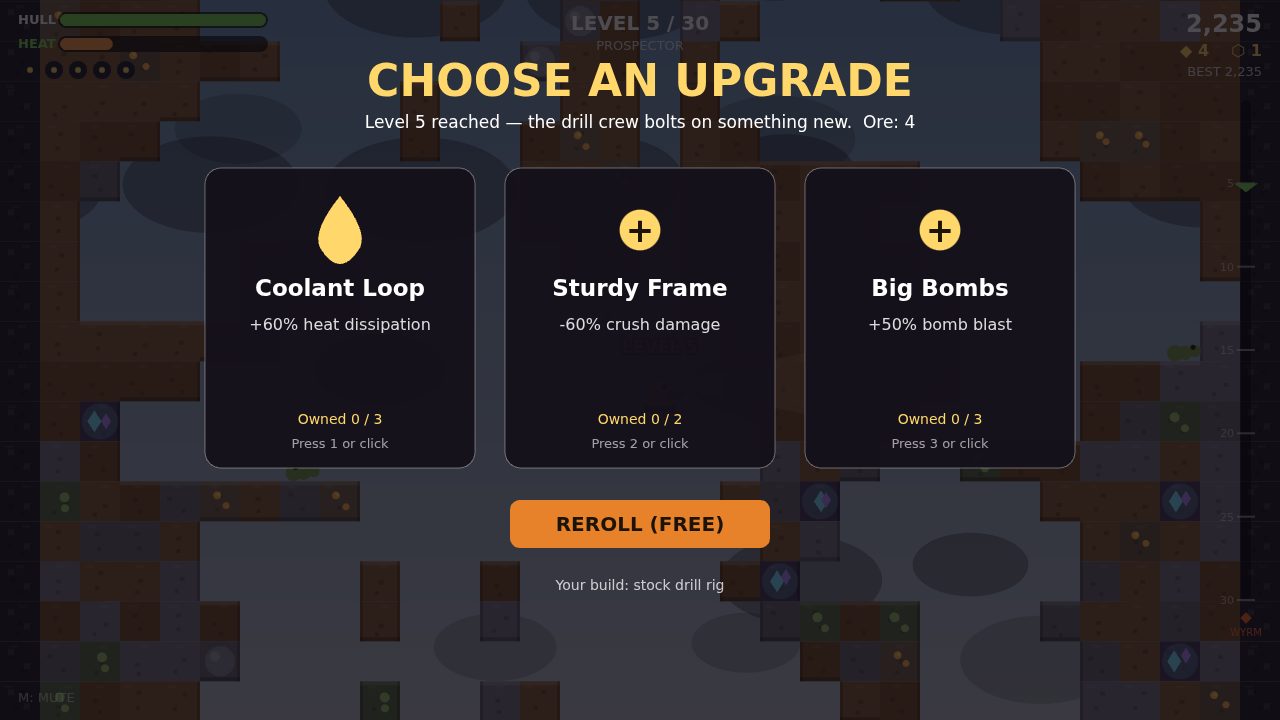 HULL
HEAT
LEVEL 5 / 30
PROSPECTOR
2,235
4 1
BEST 2,235
CHOOSE AN UPGRADE
Level 5 reached — the drill crew bolts on something new. Ore: 4
Coolant Loop
+60% heat dissipation
Owned 0 / 3
Press 1 or click
Sturdy Frame
-60% crush damage
LEVEL 5
Owned 0 / 2
Press 2 or click
Big Bombs
+50% bomb blast
Owned 0 / 3
Press 3 or click
5
10
15
20
25
30
WYRM
REROLL (FREE)
Your build: stock drill rig
M: MUTE